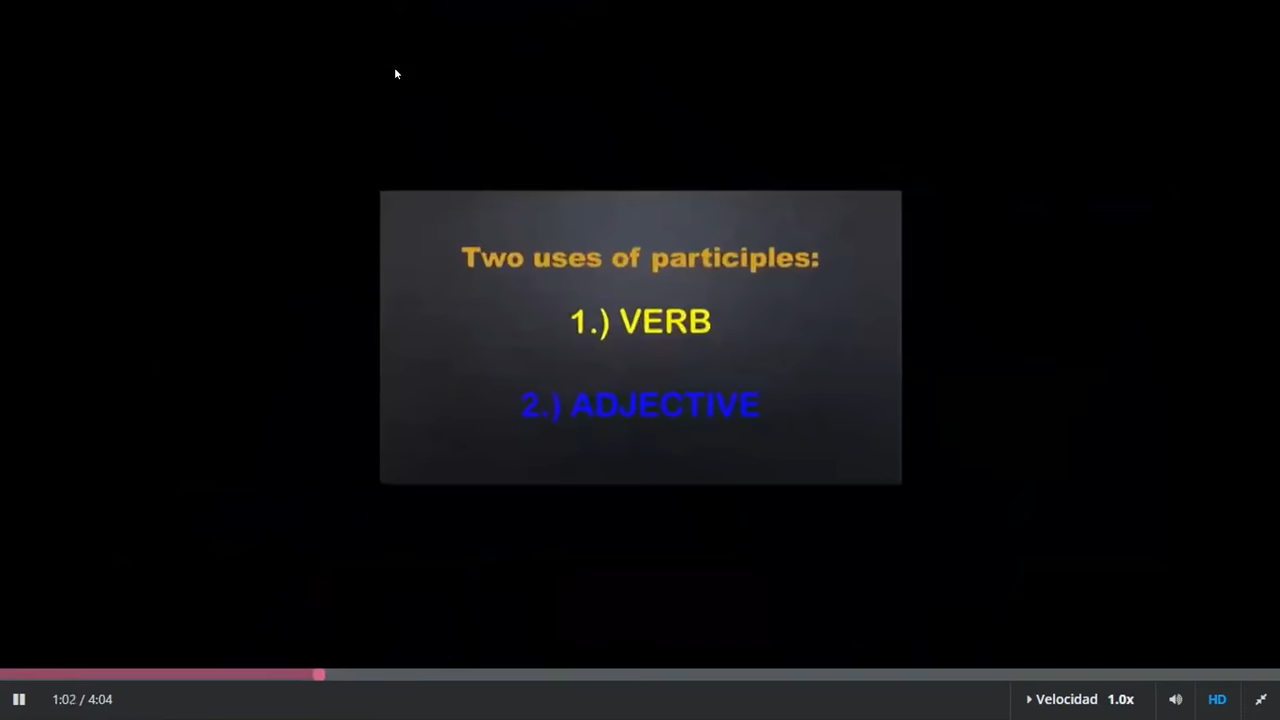 Two uses of participles:
1.) VERB
2.) ADJECTIVE
1:02 / 4:04
Velocidad 1.0x
HD